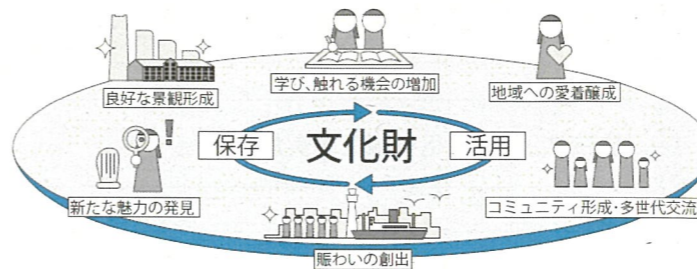 良好な景観形成
学び、触れる機会の増加
地域への愛着醸成
保存
文化財
活用
新たな魅力の発見
コミュニティ形成・多世代交流
賑わいの創出